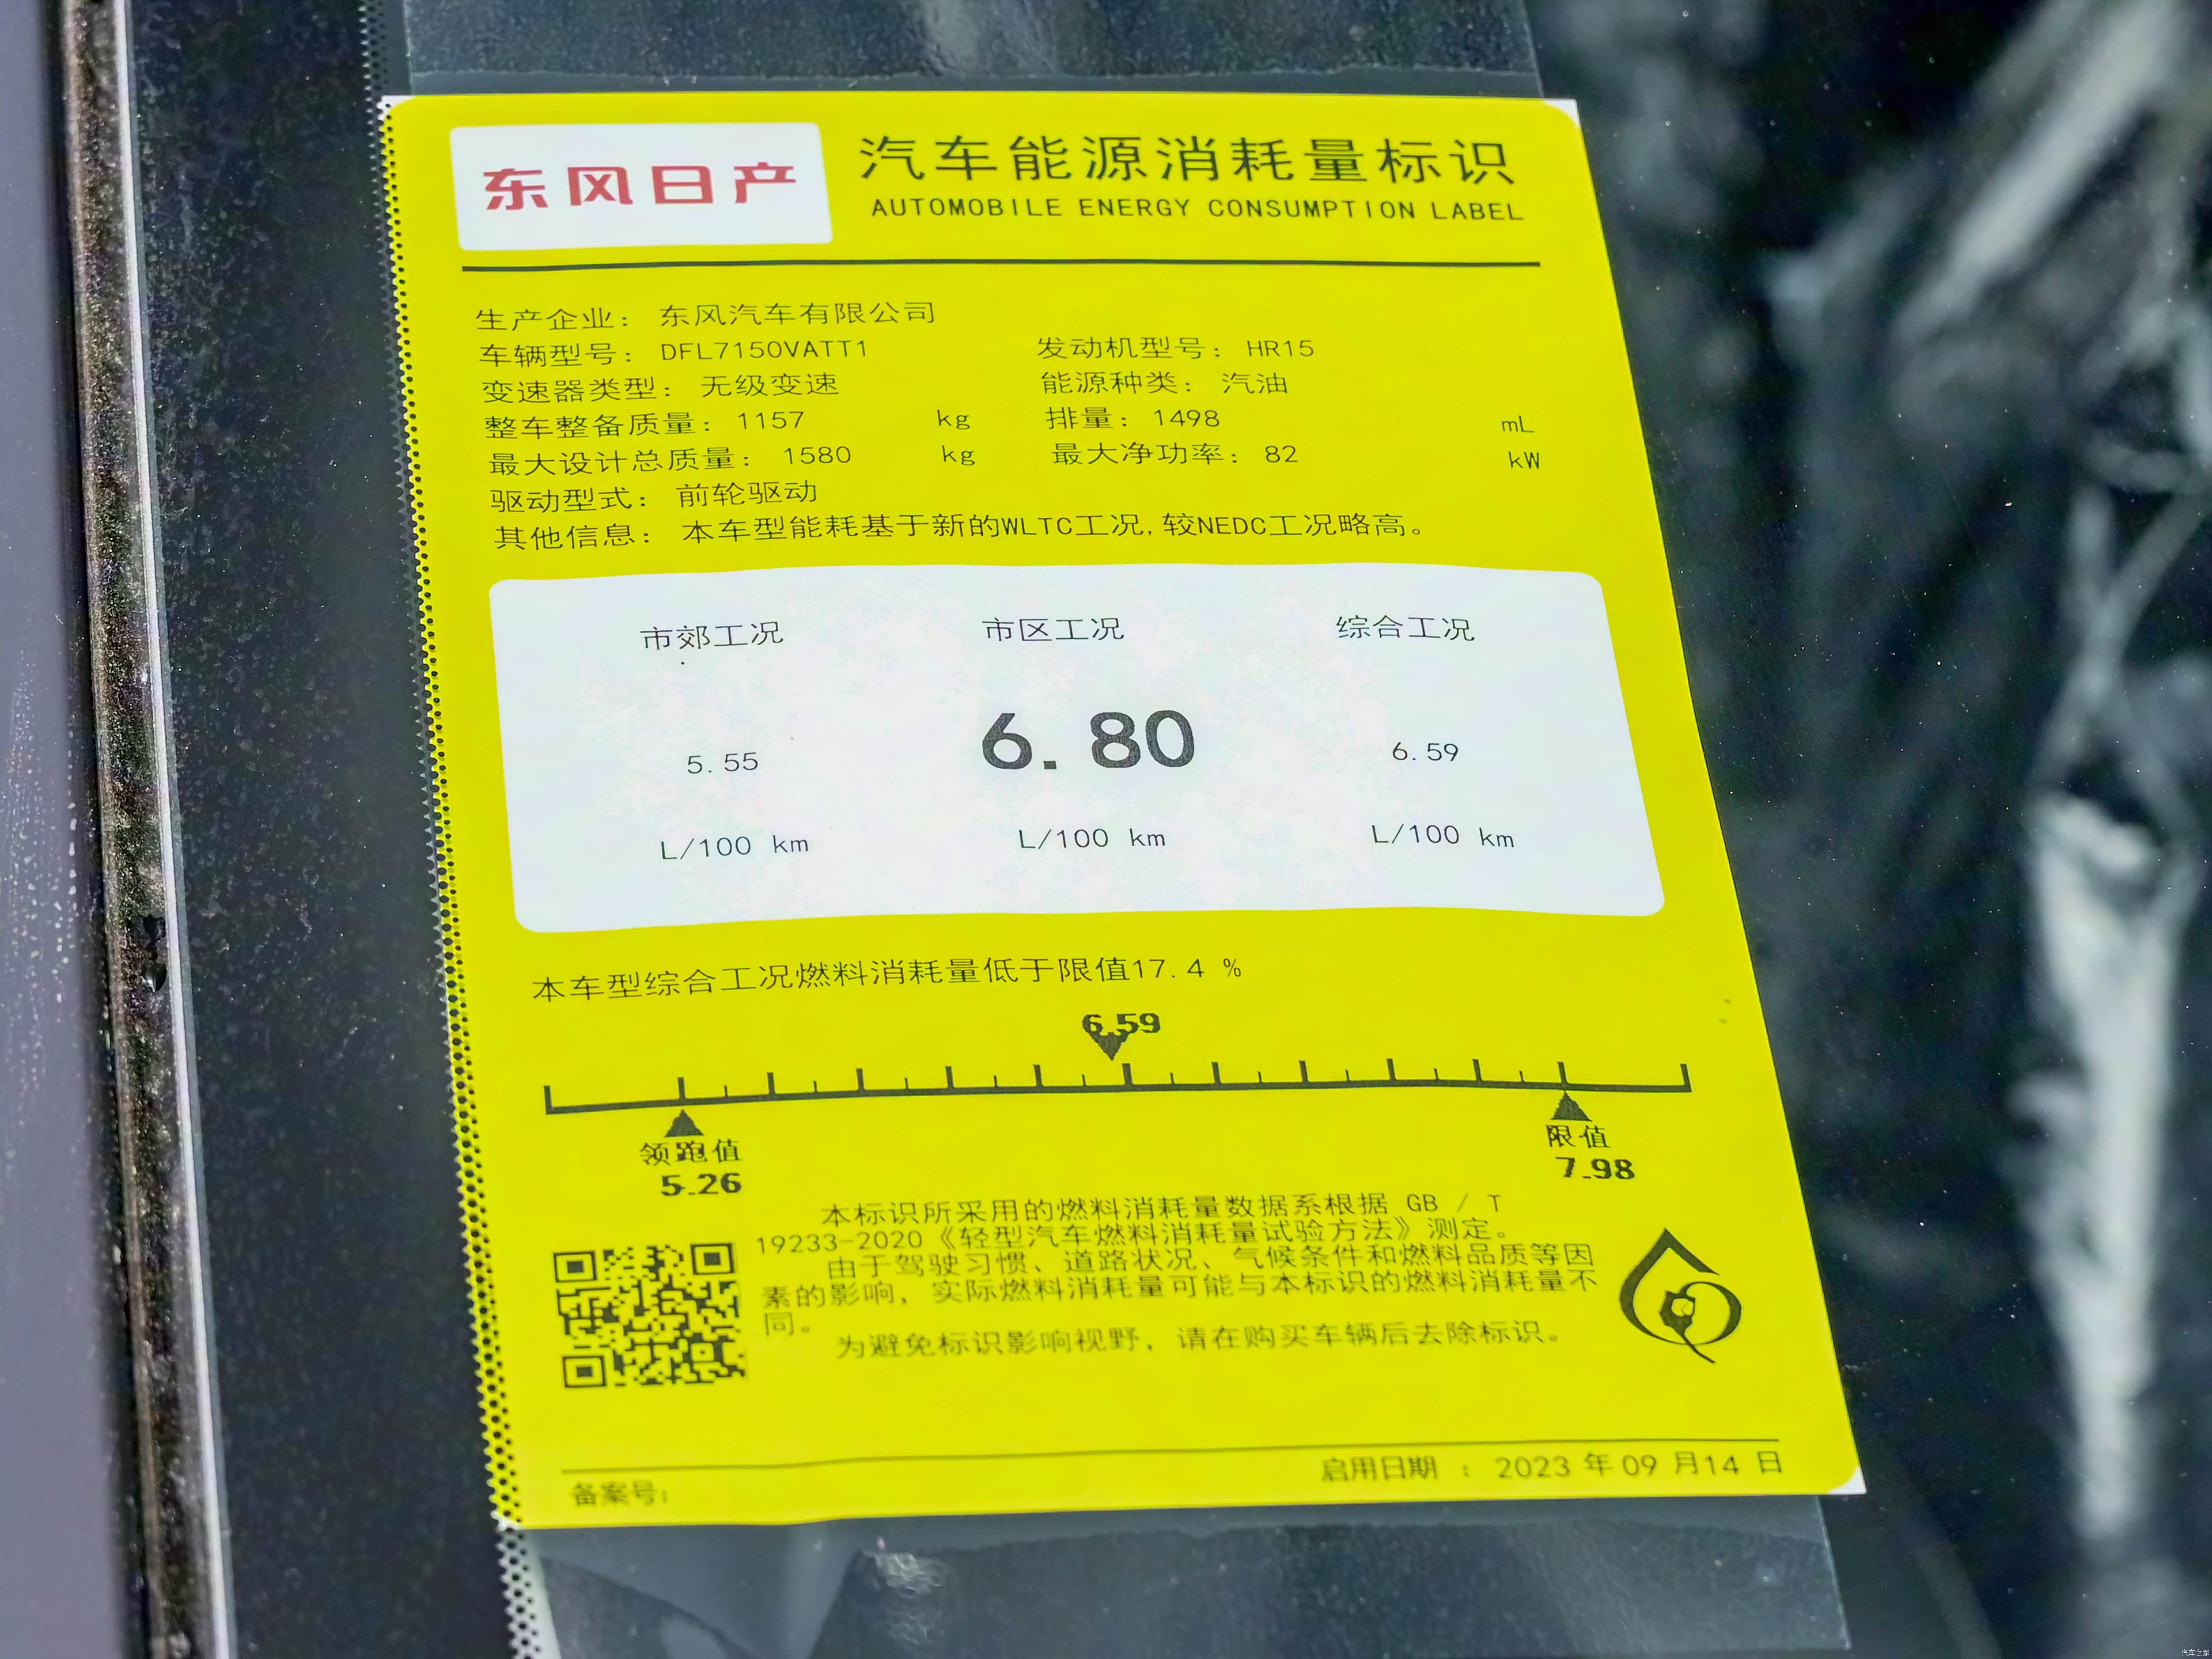 东风日产
汽车能源消耗量标识
AUTOMOBILE ENERGY CONSUMPTION LABEL
生产企业： 东风汽车有限公司
车辆型号： DFL7150VATT1 发动机型号： HR15
变速器类型： 无级变速 能源种类： 汽油
整车整备质量： 1157 kg 排量： 1498 mL
最大设计总质量： 1580 kg 最大净功率： 82 kW
驱动型式： 前轮驱动
其他信息： 本车型能耗基于新的WLTC工况,较NEDC工况略高。
市郊工况 市区工况 综合工况
5.55 6.80 6.59
L/100 km L/100 km L/100 km
本车型综合工况燃料消耗量低于限值17.4 %
6.59
领跑值 限值
5.26 7.98
本标识所采用的燃料消耗量数据系根据 GB / T
19233-2020《轻型汽车燃料消耗量试验方法》测定。
由于驾驶习惯、道路状况、气候条件和燃料品质等因
素的影响，实际燃料消耗量可能与本标识的燃料消耗量不
同。
为避免标识影响视野，请在购买车辆后去除标识。
备案号： 启用日期 ： 2023 年 09 月14 日
汽车之家